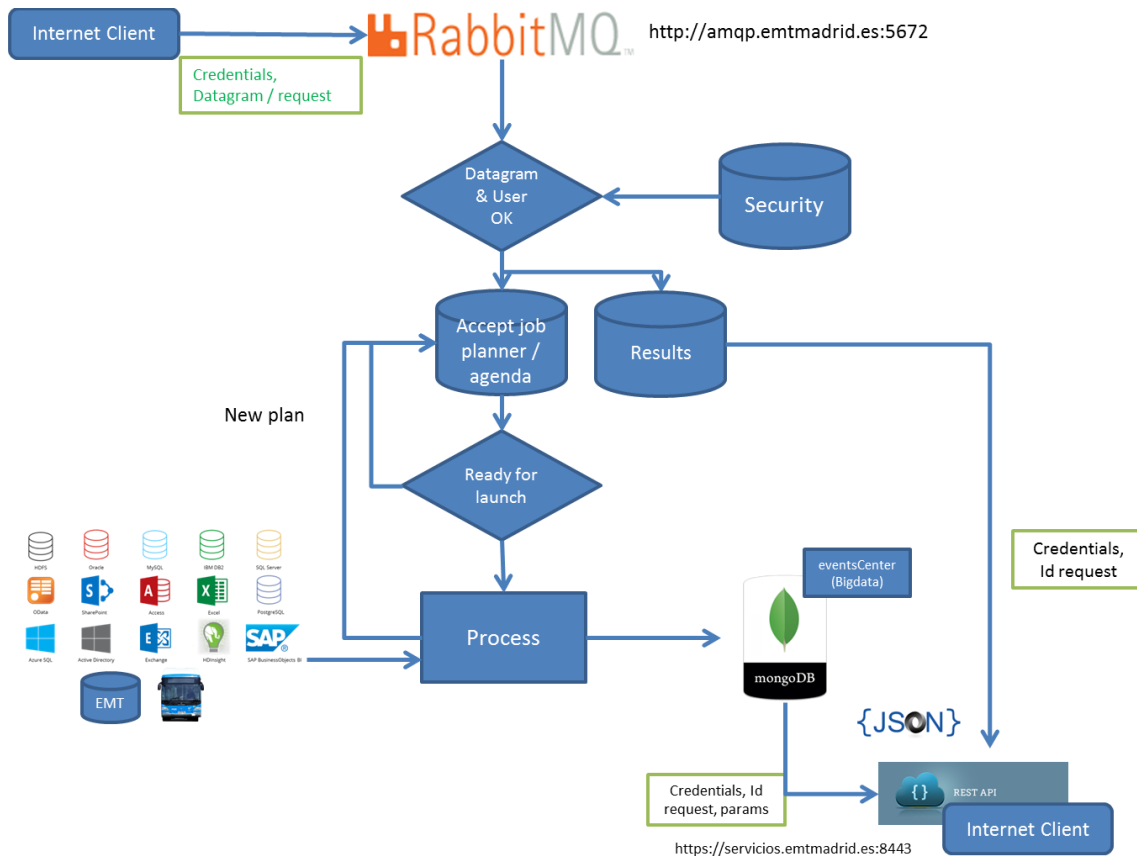 Internet Client
RabbitMQ
TM
http://amqp.emtmadrid.es:5672
Credentials,
Datagram / request
Datagram
& User
OK
Security
Accept job
planner /
agenda
Results
New plan
Ready for
launch
HDFS
Oracle
MySQL
IBM DB2
SQL Server
OData
SharePoint
Access
Excel
PostgreSQL
Azure SQL
Active Directory
Exchange
HDInsight
SAP
SAP BusinessObjects BI
EMT
Process
eventsCenter
(Bigdata)
mongoDB
Credentials,
Id request
{JSON}
Credentials, Id
request, params
{ }
REST API
Internet Client
https://servicios.emtmadrid.es:8443